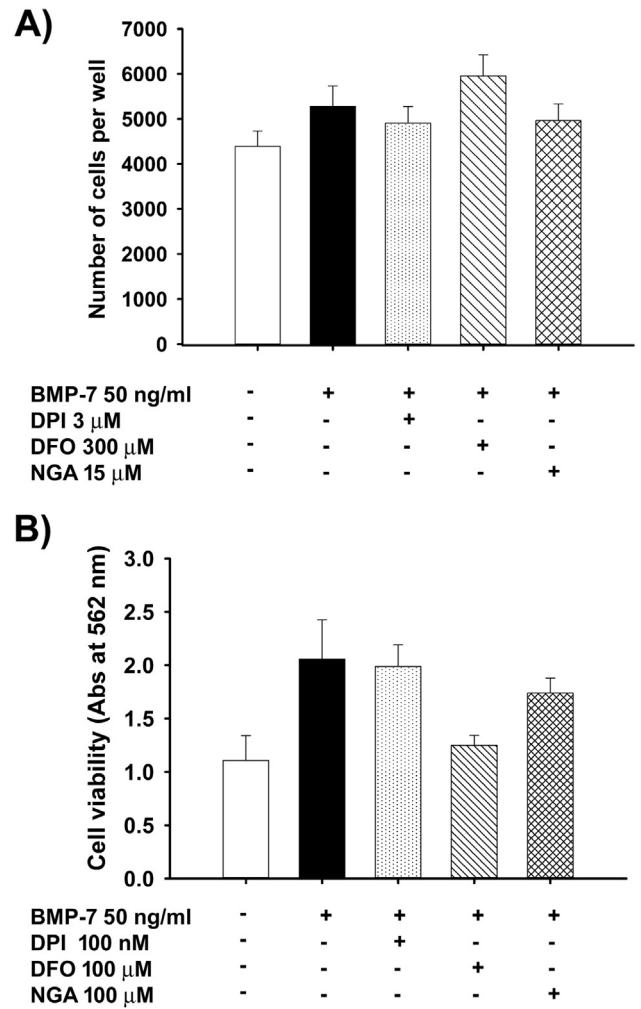 A)
7000
6000
5000
4000
3000
2000
1000
0
Number of cells per well
BMP-7 50 ng/ml - + + + +
DPI 3 μM - - + - -
DFO 300 μM - - - + -
NGA 15 μM - - - - +
B)
3.0
2.5
2.0
1.5
1.0
0.5
0.0
Cell viability (Abs at 562 nm)
BMP-7 50 ng/ml - + + + +
DPI 100 nM - - + - -
DFO 100 μM - - - + -
NGA 100 μM - - - - +